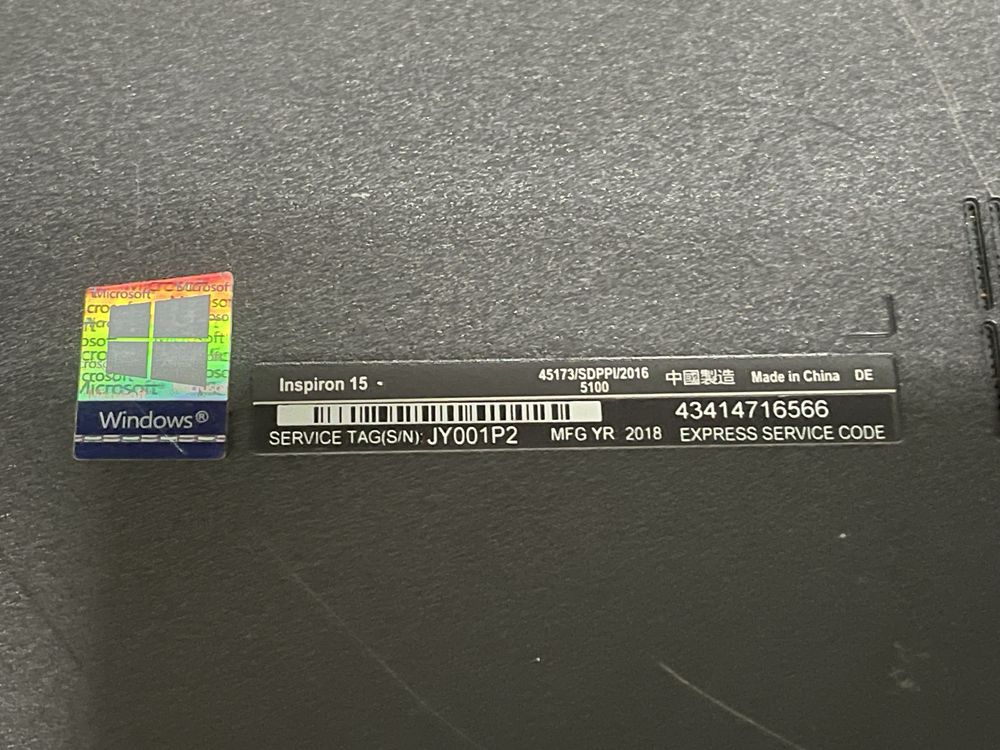 Microsoft
Windows®
Inspiron 15 -
45173/SDPPI/2016
5100
中國製造 Made in China DE
43414716566
SERVICE TAG(S/N): JY001P2 MFG YR 2018 EXPRESS SERVICE CODE